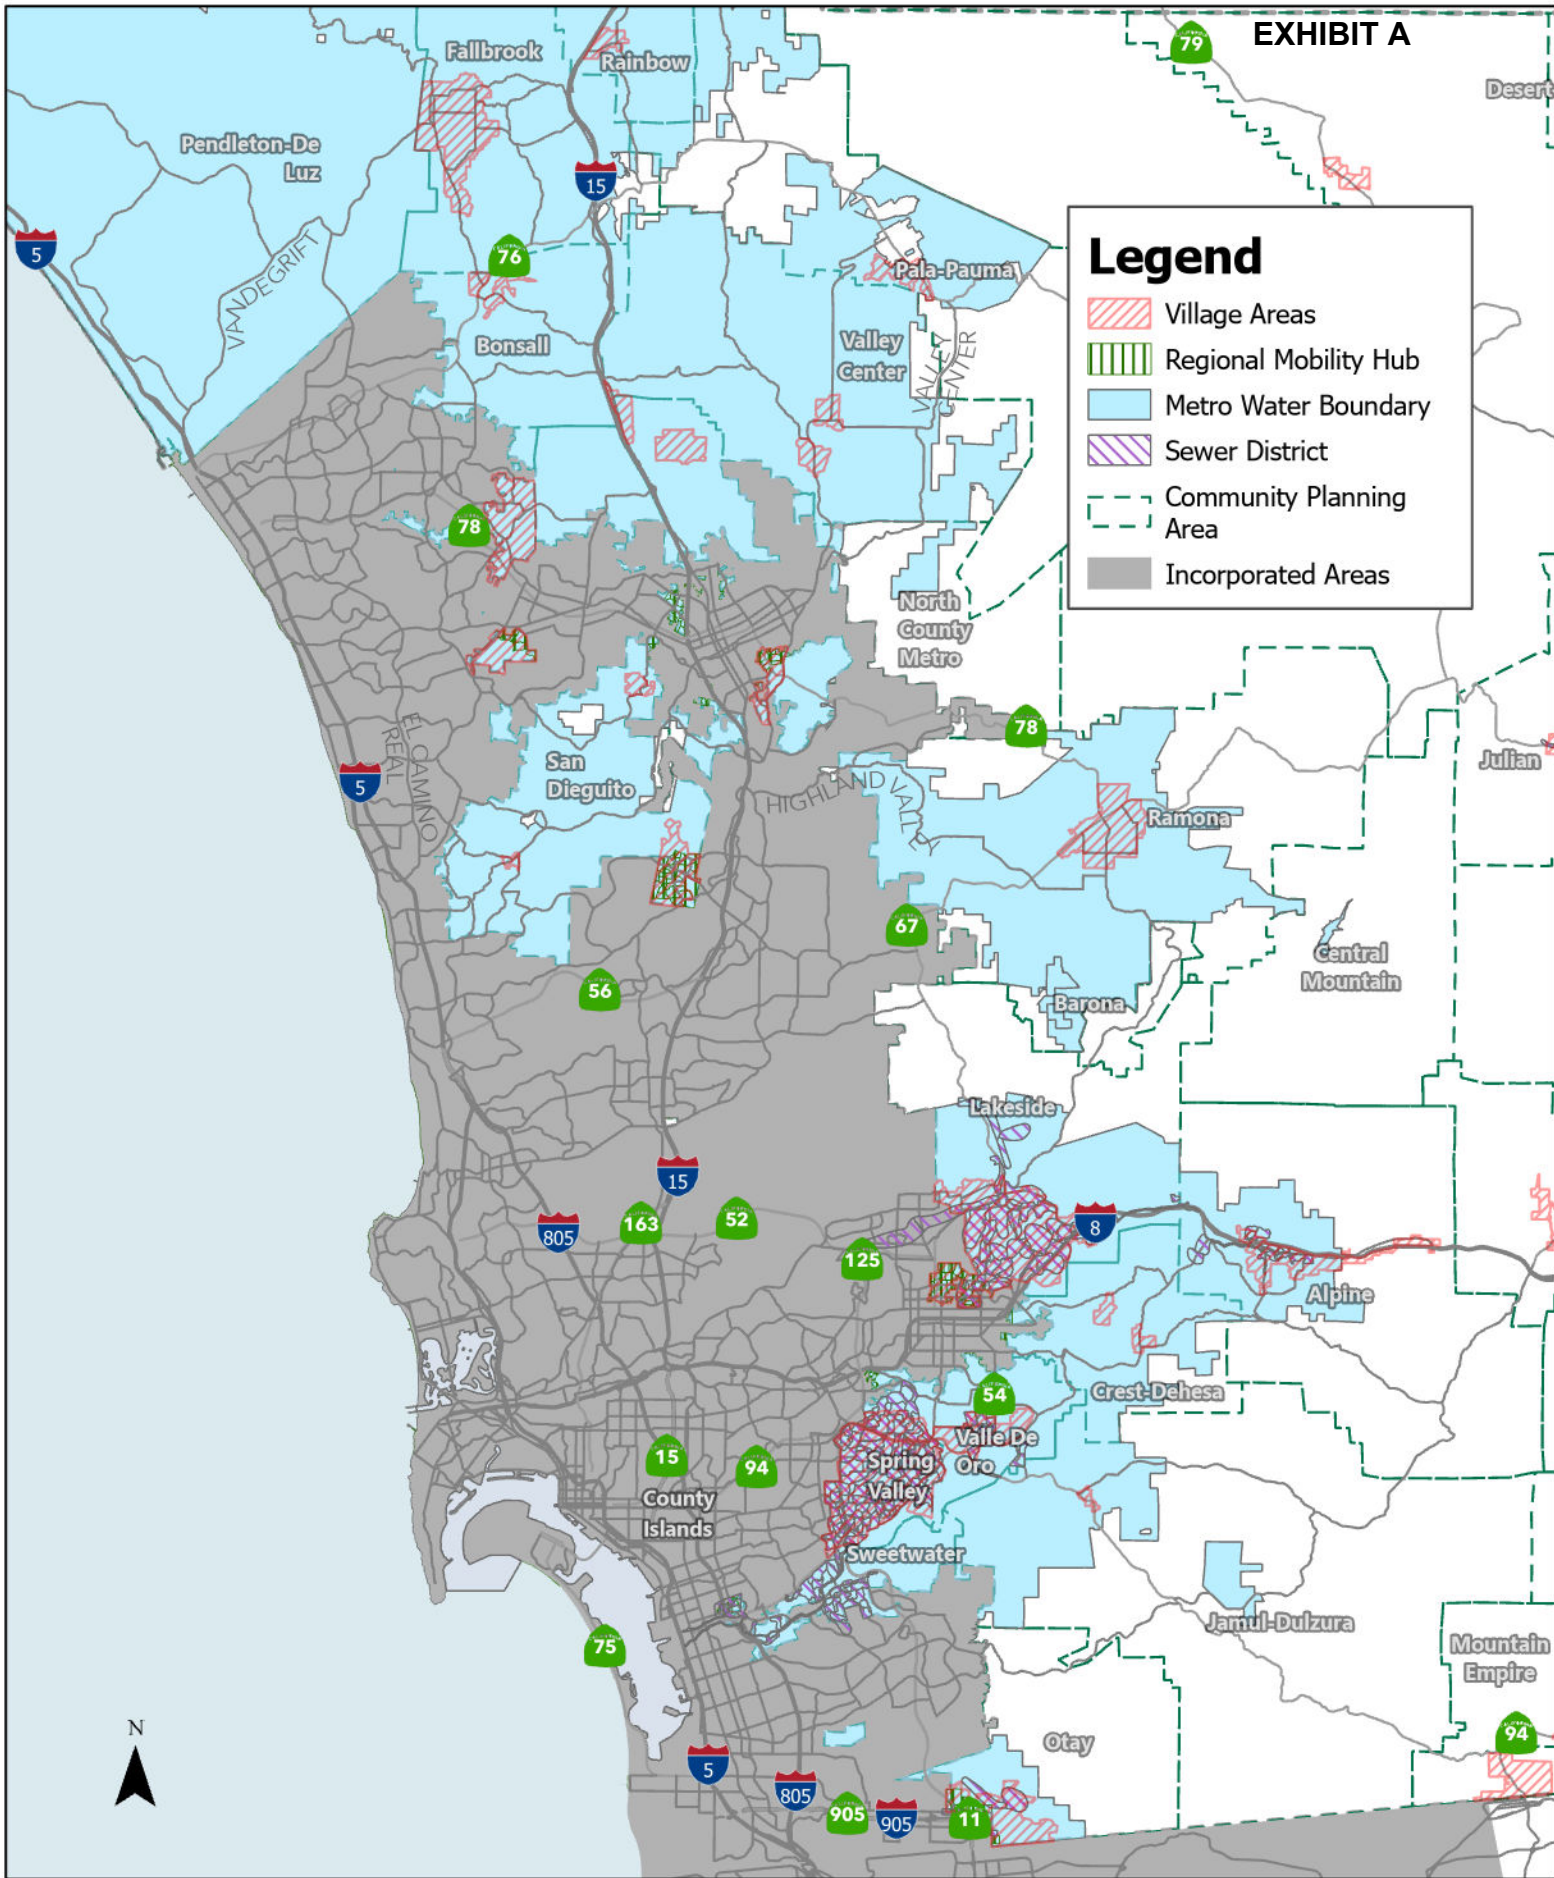 EXHIBIT A
79
Desert
Fallbrook
Rainbow
Pendleton-De
Luz
15
5
VANDEGRIFT
76
Pala-Pauma
Bonsall
Valley
Center
VALLEY
CENTER
Legend
Village Areas
Regional Mobility Hub
Metro Water Boundary
Sewer District
Community Planning
Area
Incorporated Areas
78
North
County
Metro
78
Julian
San
Dieguito
5
EL CAMINO
REAL
HIGHLAND VALLEY
Ramona
67
Central
Mountain
56
Barona
Lakeside
15
805
163
52
125
8
Alpine
54
Crest-Dehesa
Valle De
Oro
Spring
Valley
15
94
County
Islands
Sweetwater
Jamul-Dulzura
75
Mountain
Empire
N
94
Otay
5
805
905
905
11